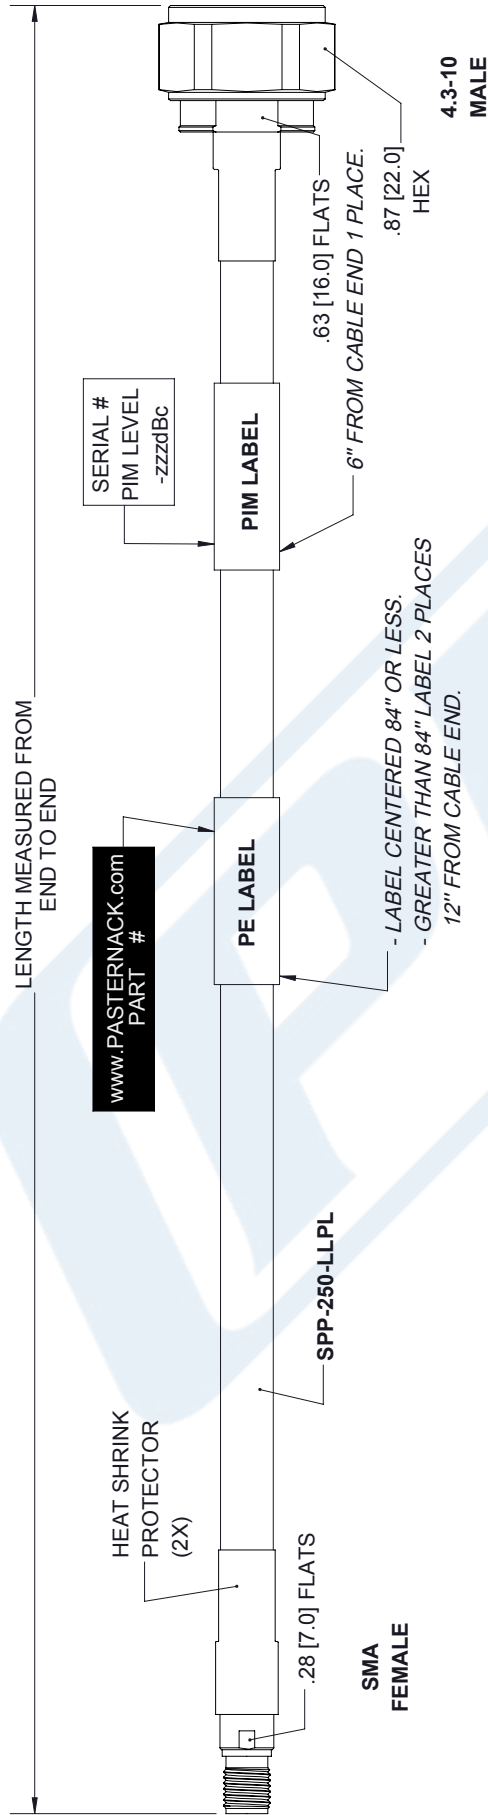 LENGTH MEASURED FROM
END TO END
HEAT SHRINK
PROTECTOR
(2X)
www.PASTERNACK.com
PART #
SERIAL #
PIM LEVEL
-zzzdBc
PE LABEL
PIM LABEL
.28 [7.0] FLATS
SPP-250-LLPL
- LABEL CENTERED 84" OR LESS.
- GREATER THAN 84" LABEL 2 PLACES
12" FROM CABLE END.
6" FROM CABLE END 1 PLACE.
.63 [16.0] FLATS
.87 [22.0]
HEX
SMA
FEMALE
4.3-10
MALE